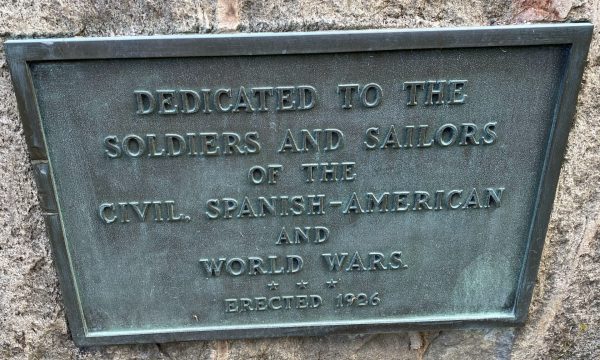 DEDICATED TO THE
SOLDIERS AND SAILORS
OF THE
CIVIL, SPANISH-AMERICAN
AND
WORLD WARS.
* * *
ERECTED 1926